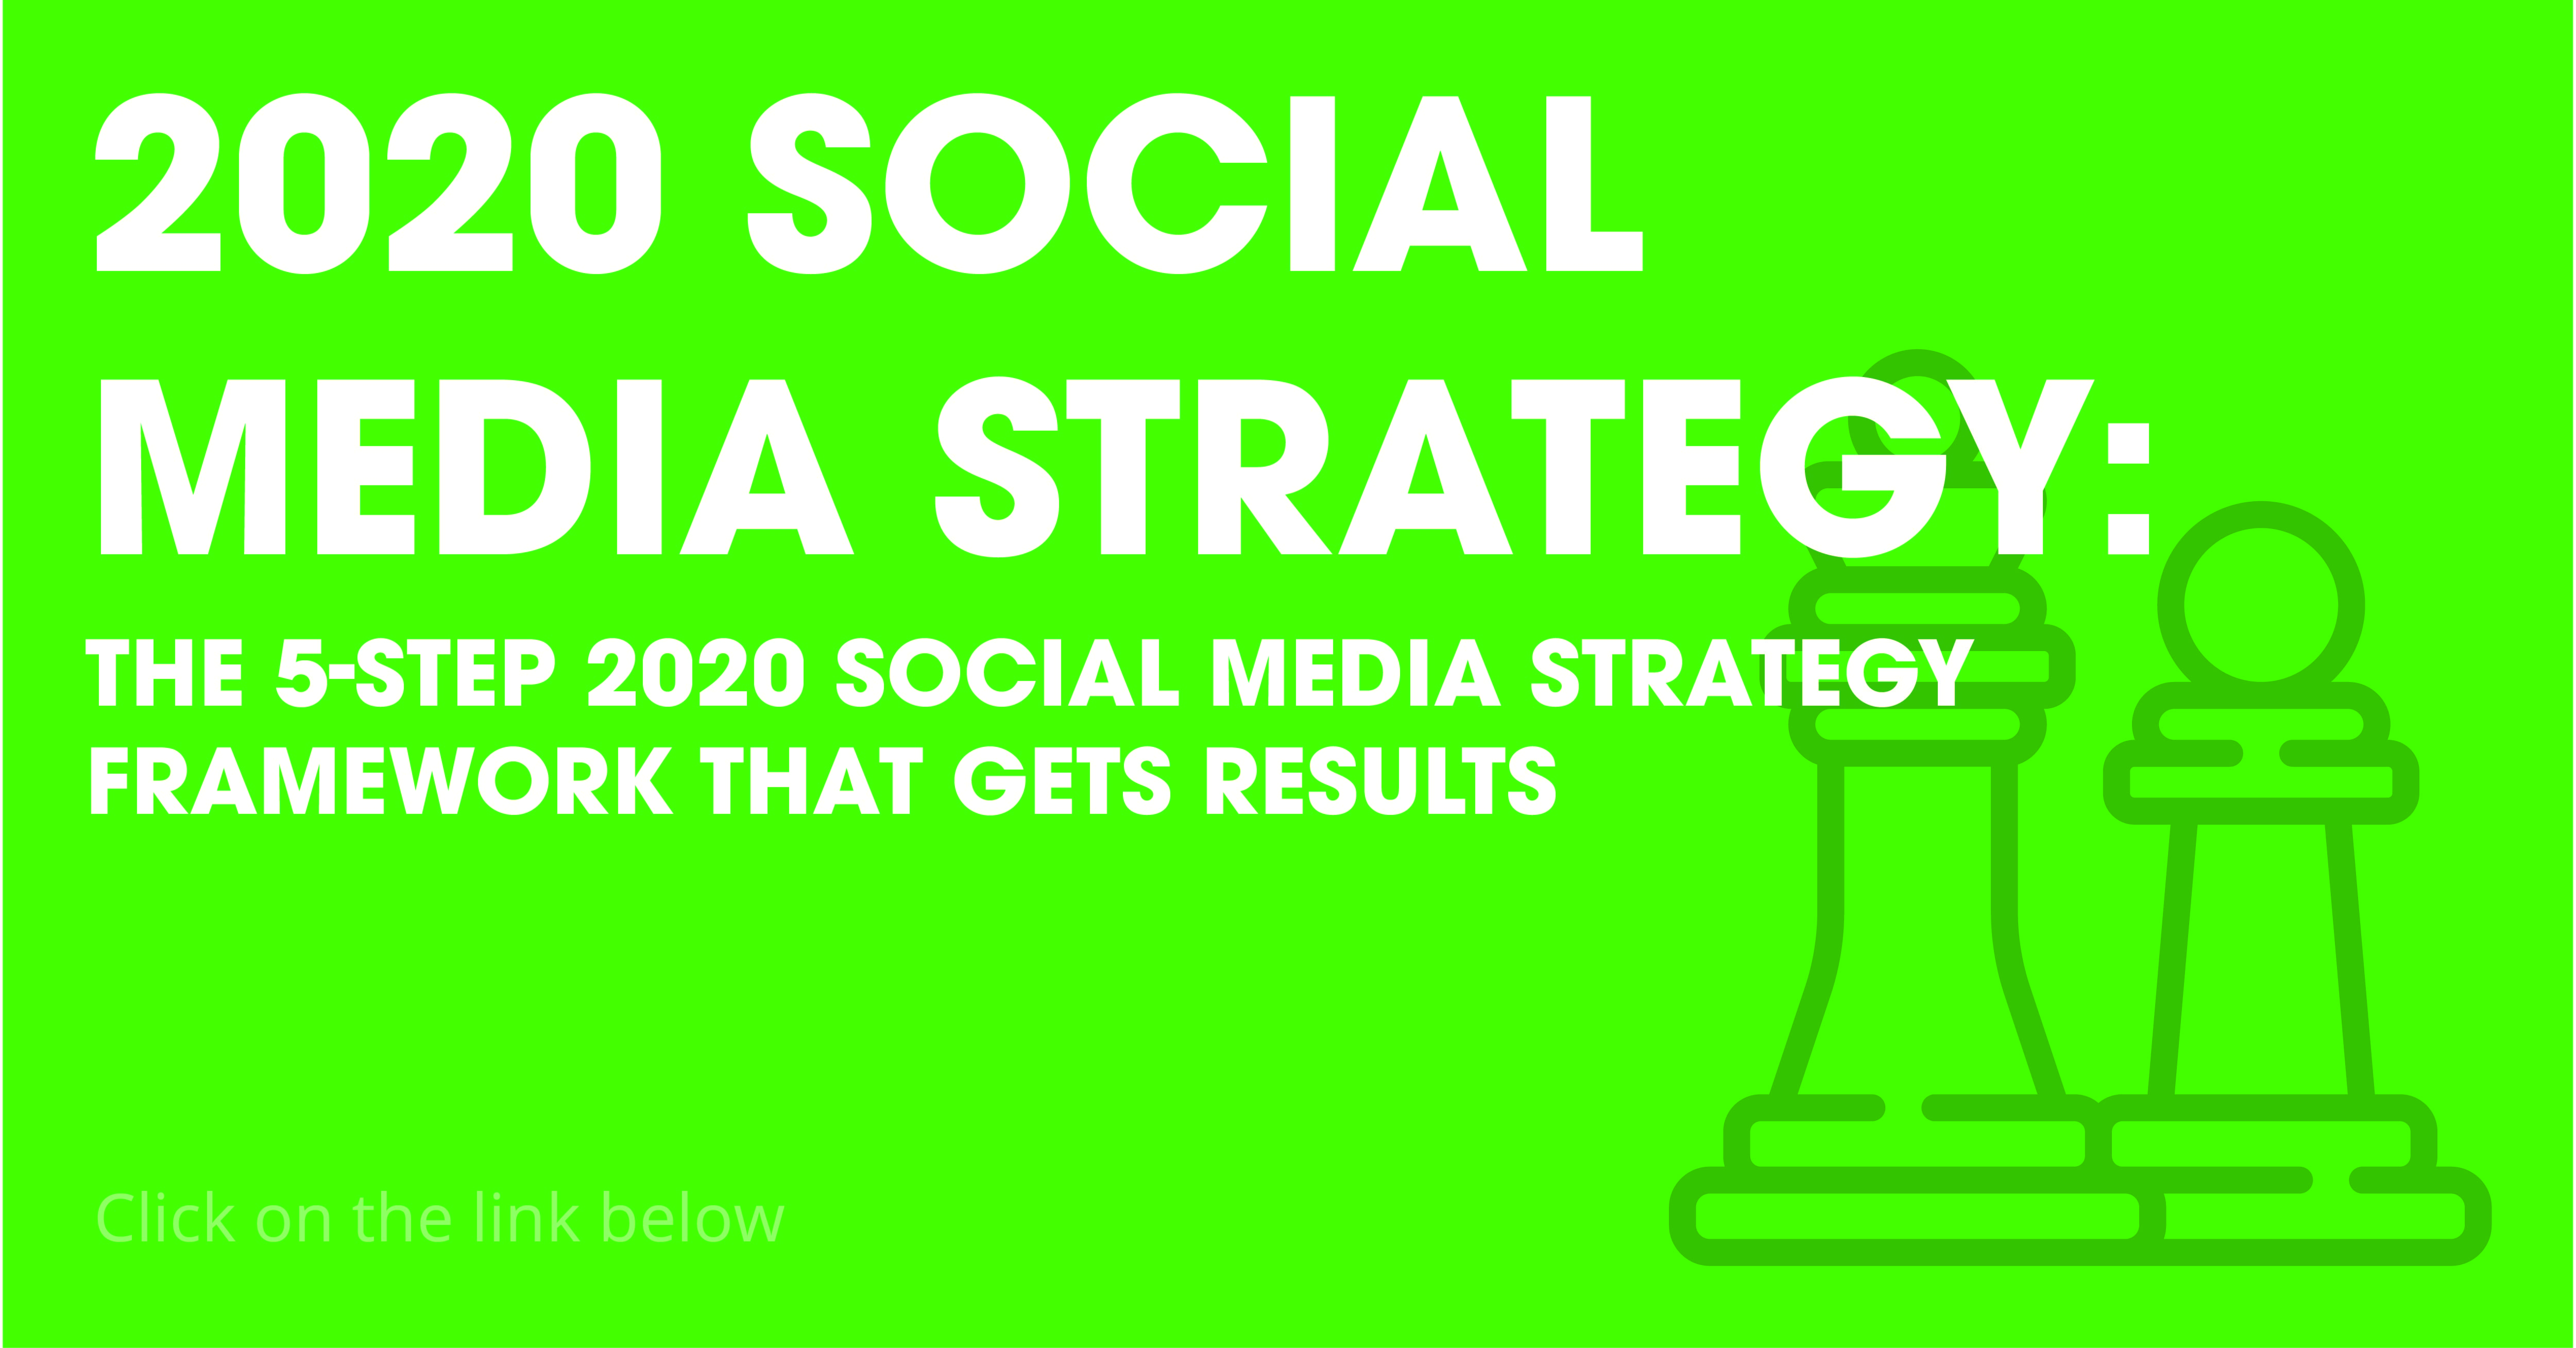 2020 SOCIAL
MEDIA STRATEGY:
THE 5-STEP 2020 SOCIAL MEDIA STRATEGY
FRAMEWORK THAT GETS RESULTS
Click on the link below